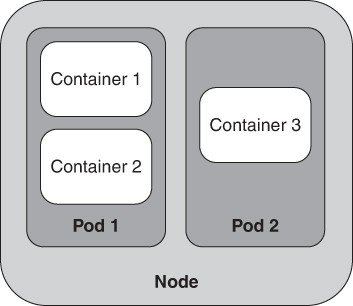 Container 1
Container 2
Pod 1
Container 3
Pod 2
Node